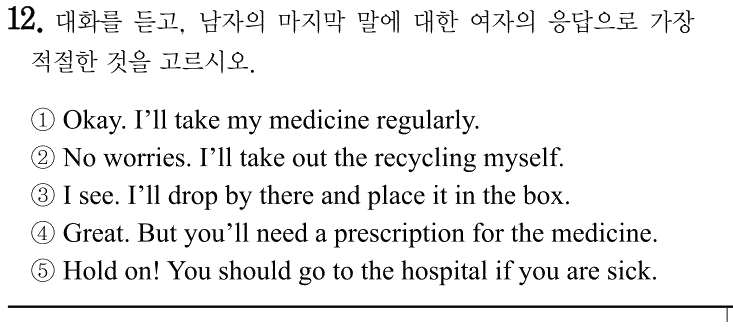 12. 대화를 듣고, 남자의 마지막 말에 대한 여자의 응답으로 가장
적절한 것을 고르시오.
① Okay. I’ll take my medicine regularly.
② No worries. I’ll take out the recycling myself.
③ I see. I’ll drop by there and place it in the box.
④ Great. But you’ll need a prescription for the medicine.
⑤ Hold on! You should go to the hospital if you are sick.